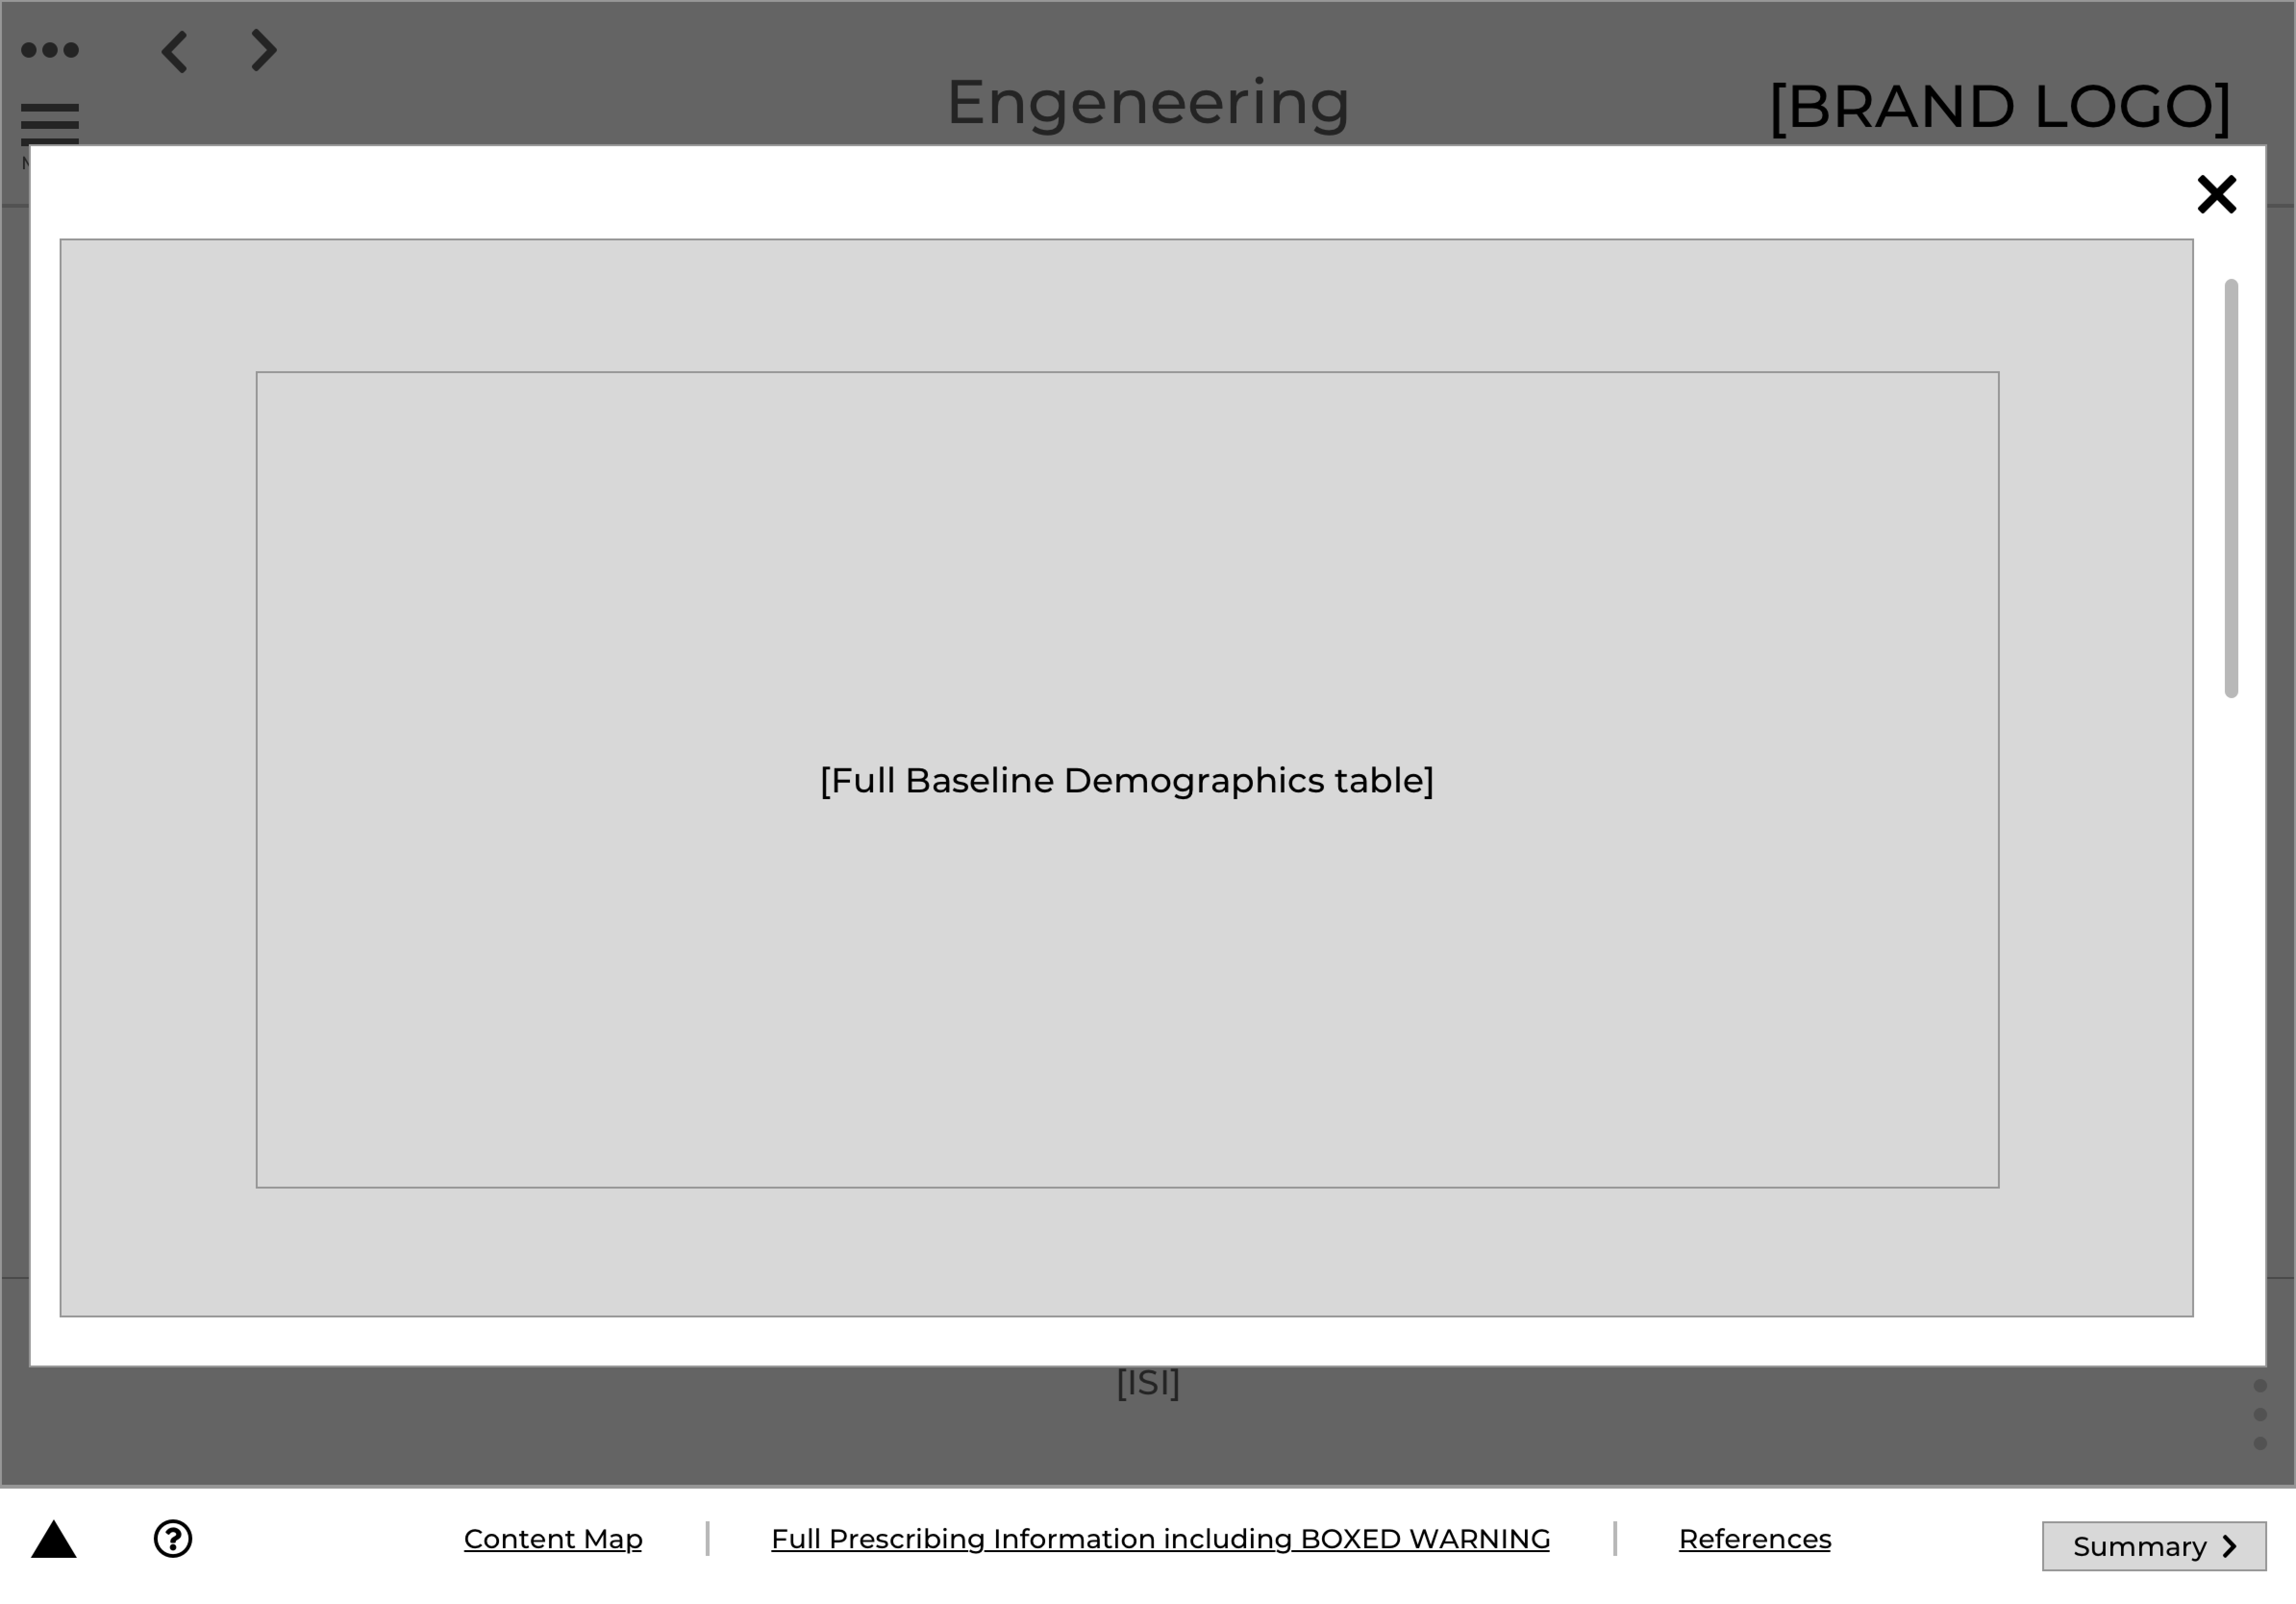 Engeneering
[BRAND LOGO]
[Full Baseline Demographics table]
[ISI]
Content Map
Full Prescribing Information including BOXED WARNING
References
Summary